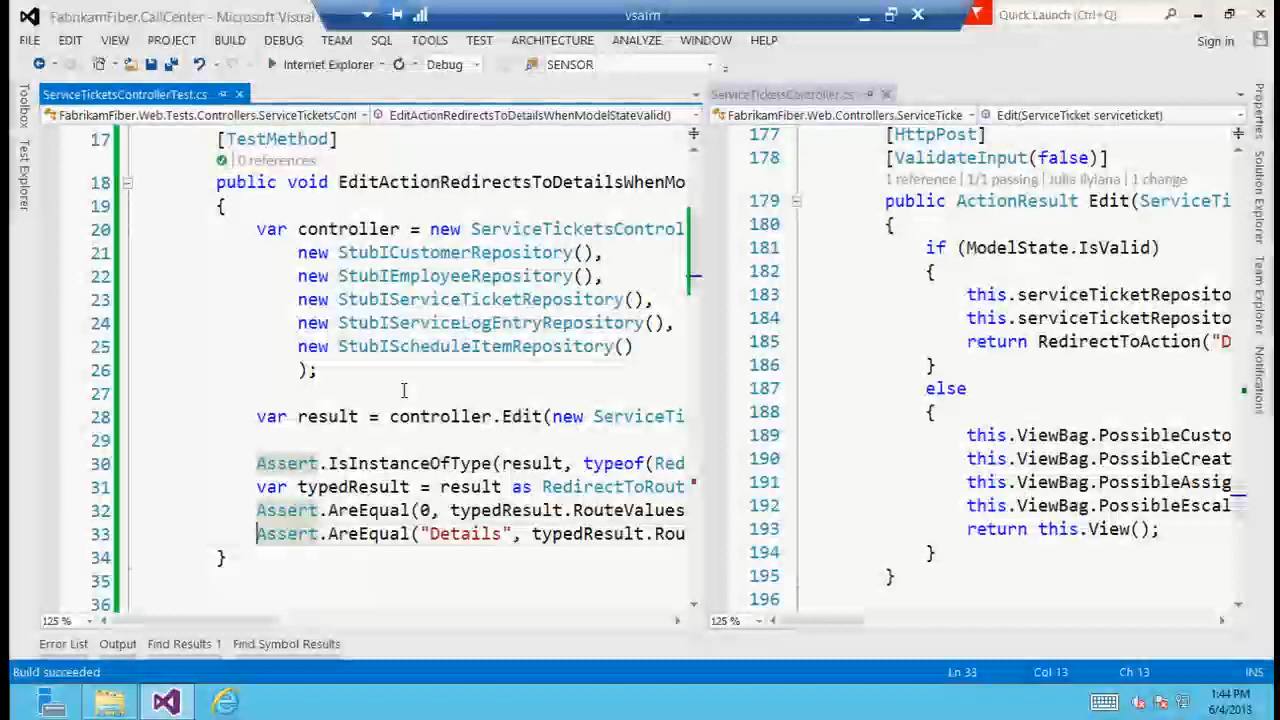 FabrikamFiber.CallCenter - Microsoft Visual
vsaim
Quick Launch (Ctrl+Q)
FILE EDIT VIEW PROJECT BUILD DEBUG TEAM SQL TOOLS TEST ARCHITECTURE ANALYZE WINDOW HELP
Sign in
Internet Explorer
Debug
SENSOR
Toolbox
Test Explorer
ServiceTicketsControllerTest.cs
FabrikamFiber.Web.Tests.Controllers.ServiceTicketsCont
EditActionRedirectsToDetailsWhenModelStateValid()
17 [TestMethod]
0 references
18 public void EditActionRedirectsToDetailsWhenMo
19 {
20 var controller = new ServiceTicketsControl
21 new StubICustomerRepository(),
22 new StubIEmployeeRepository(),
23 new StubIServiceTicketRepository(),
24 new StubIServiceLogEntryRepository(),
25 new StubIScheduleItemRepository()
26 );
27
28 var result = controller.Edit(new ServiceTi
29
30 Assert.IsInstanceOfType(result, typeof(Red
31 var typedResult = result as RedirectToRout
32 Assert.AreEqual(0, typedResult.RouteValues
33 Assert.AreEqual("Details", typedResult.Rou
34 }
35
36
125 %
ServiceTicketsController.cs
FabrikamFiber.Web.Controllers.ServiceTicke
Edit(ServiceTicket serviceticket)
177 [HttpPost]
178 [ValidateInput(false)]
1 reference | 1/1 passing | Julia Ilyiana | 1 change
179 public ActionResult Edit(ServiceTi
180 {
181 if (ModelState.IsValid)
182 {
183 this.serviceTicketReposito
184 this.serviceTicketReposito
185 return RedirectToAction("D
186 }
187 else
188 {
189 this.ViewBag.PossibleCusto
190 this.ViewBag.PossibleCreat
191 this.ViewBag.PossibleAssig
192 this.ViewBag.PossibleEscal
193 return this.View();
194 }
195 }
196
125 %
Properties
Solution Explorer
Team Explorer
Notifications
Error List Output Find Results 1 Find Symbol Results
Build succeeded
Ln 33
Col 13
Ch 13
INS
1:44 PM
6/4/2013